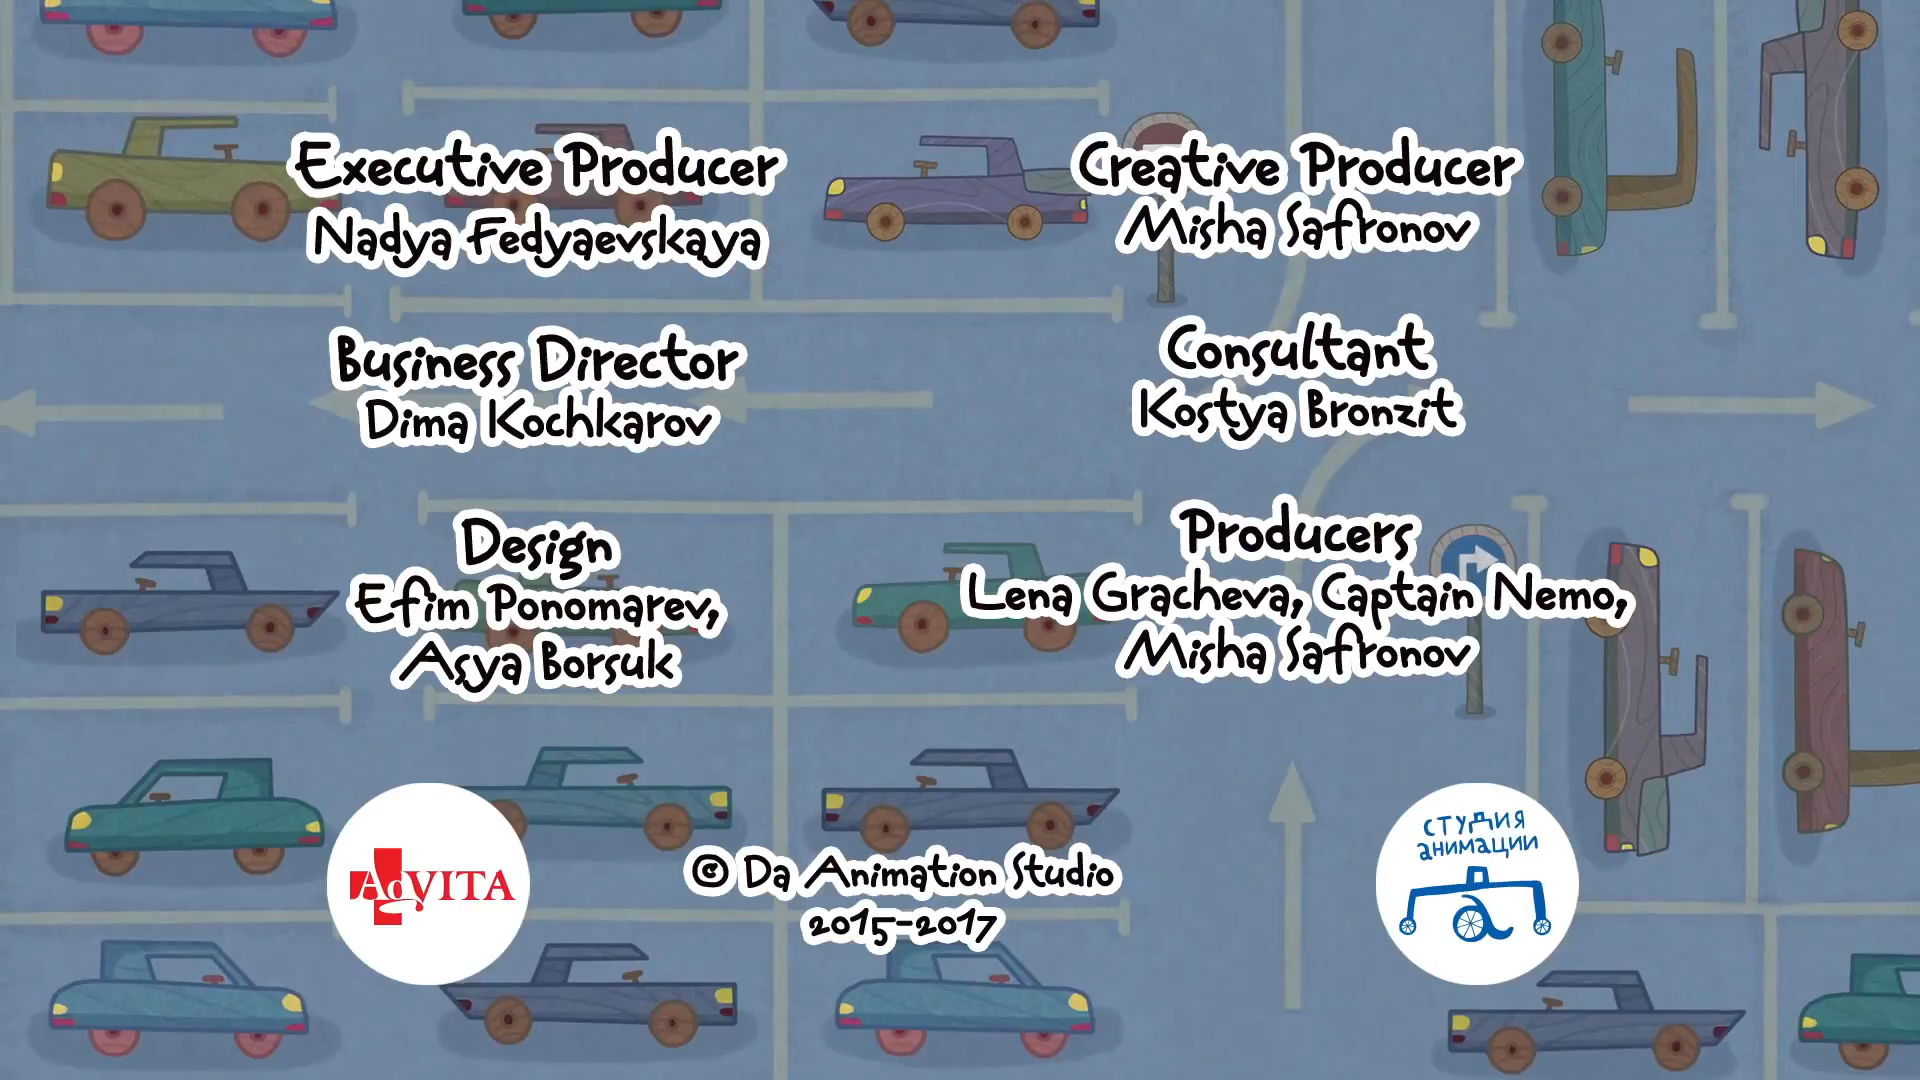 Executive Producer
Nadya Fedyaevskaya
Creative Producer
Misha Safronov
Business Director
Dima Kochkarov
Consultant
Kostya Bronzit
Design
Efim Ponomarev,
Asya Borsuk
Producers
Lena Gracheva, Captain Nemo,
Misha Safronov
AdVITA
© Da Animation Studio
2015-2017
студия
анимации
да